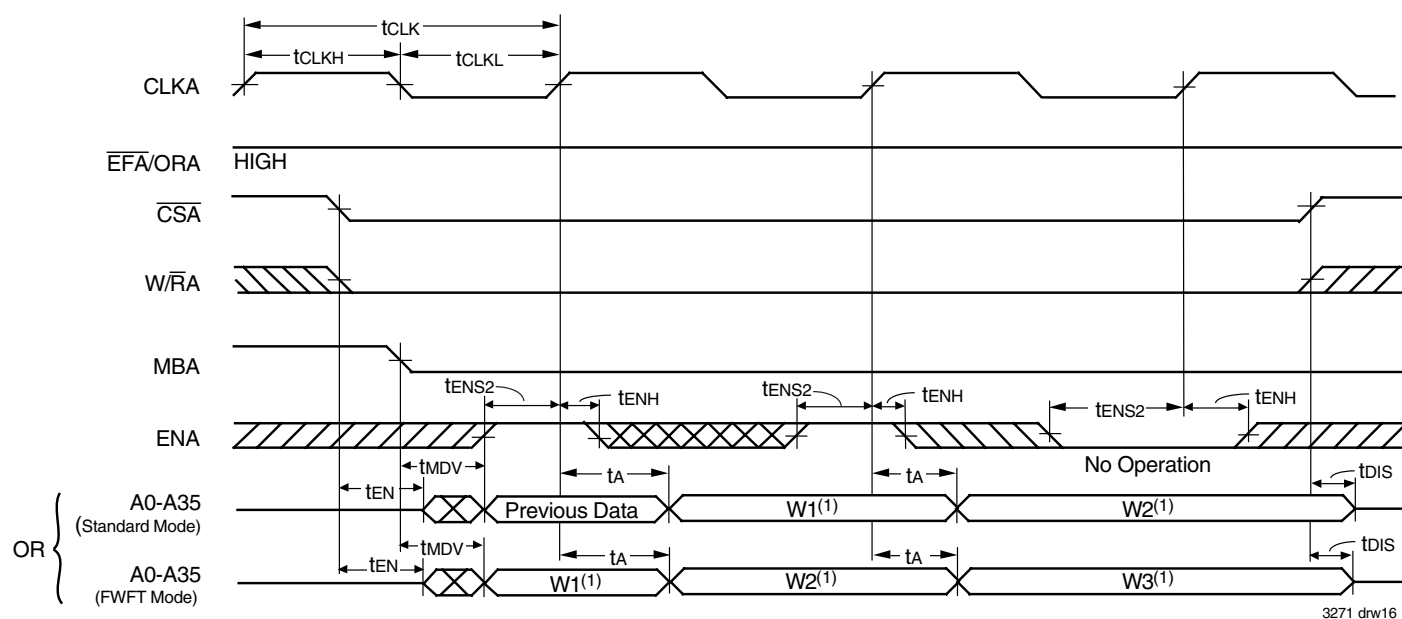 tCLK
tCLKH
tCLKL
CLKA
EFA/ORA
HIGH
CSA
W/RA
MBA
tENS2
tENH
tENS2
tENH
tENS2
tENH
ENA
No Operation
tMDV
tA
tA
tDIS
tEN
A0-A35
(Standard Mode)
Previous Data
W1(1)
W2(1)
OR
tMDV
tA
tA
tDIS
tEN
A0-A35
(FWFT Mode)
W1(1)
W2(1)
W3(1)
3271 drw16